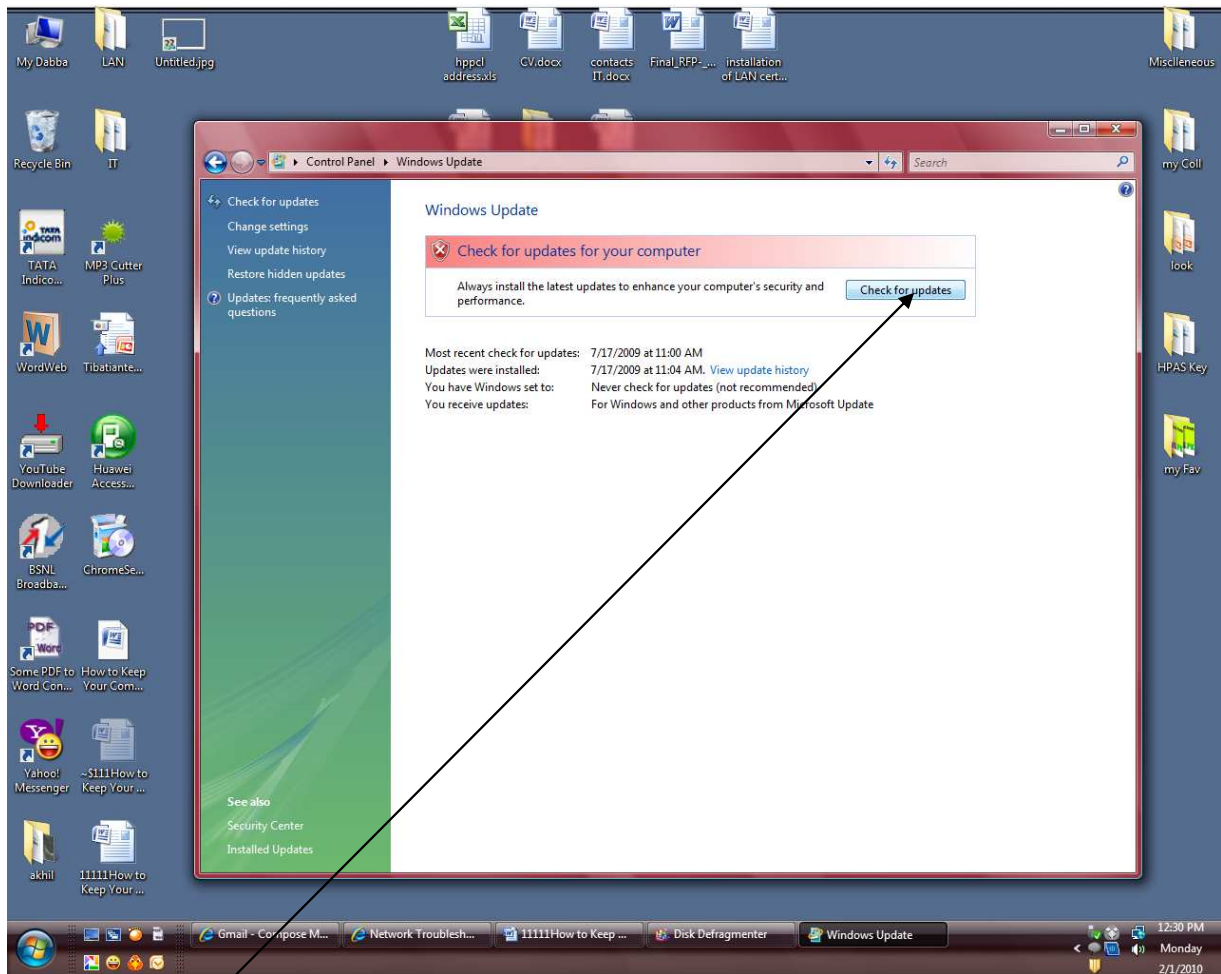 My Dabba
LAN
Untitled.jpg
hppcl
address.xls
CV.docx
contacts
IT.docx
Final_RFP-_...
installation
of LAN cert...
Misclleneous
Recycle Bin
IT
my Coll
TATA
indicom
TATA
Indico...
MP3 Cutter
Plus
look
WordWeb
Tibatiante...
HPAS Key
YouTube
Downloader
Huawei
Access...
my Fav
BSNL
Broadba...
ChromeSe...
PDF
Word
Some PDF to
Word Con...
How to Keep
Your Com...
Yahoo!
Messenger
~$111How to
Keep Your ...
akhil
11111How to
Keep Your ...
Control Panel
Windows Update
Search
Check for updates
Change settings
View update history
Restore hidden updates
Updates: frequently asked
questions
See also
Security Center
Installed Updates
Windows Update
Check for updates for your computer
Always install the latest updates to enhance your computer's security and
performance.
Check for updates
Most recent check for updates: 7/17/2009 at 11:00 AM
Updates were installed: 7/17/2009 at 11:04 AM. View update history
You have Windows set to: Never check for updates (not recommended)
You receive updates: For Windows and other products from Microsoft Update
Gmail - Compose M...
Network Troublesh...
11111How to Keep ...
Disk Defragmenter
Windows Update
12:30 PM
Monday
2/1/2010